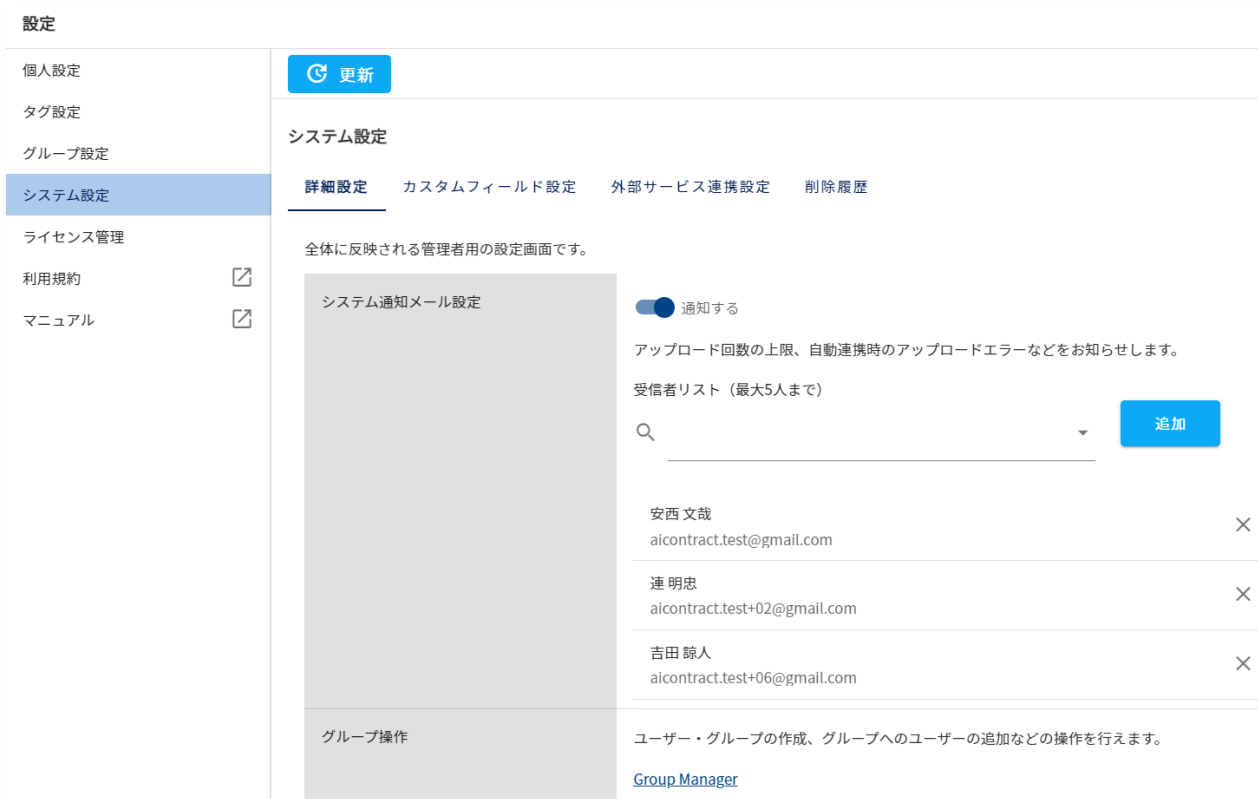 設定
個人設定
タグ設定
グループ設定
システム設定
ライセンス管理
利用規約
マニュアル
更新
システム設定
詳細設定 カスタムフィールド設定 外部サービス連携設定 削除履歴
全体に反映される管理者用の設定画面です。
システム通知メール設定
通知する
アップロード回数の上限、自動連携時のアップロードエラーなどをお知らせします。
受信者リスト（最大5人まで）
追加
安西 文哉
aicontract.test@gmail.com
連 明忠
aicontract.test+02@gmail.com
吉田 諒人
aicontract.test+06@gmail.com
グループ操作
ユーザー・グループの作成、グループへのユーザーの追加などの操作を行えます。
Group Manager